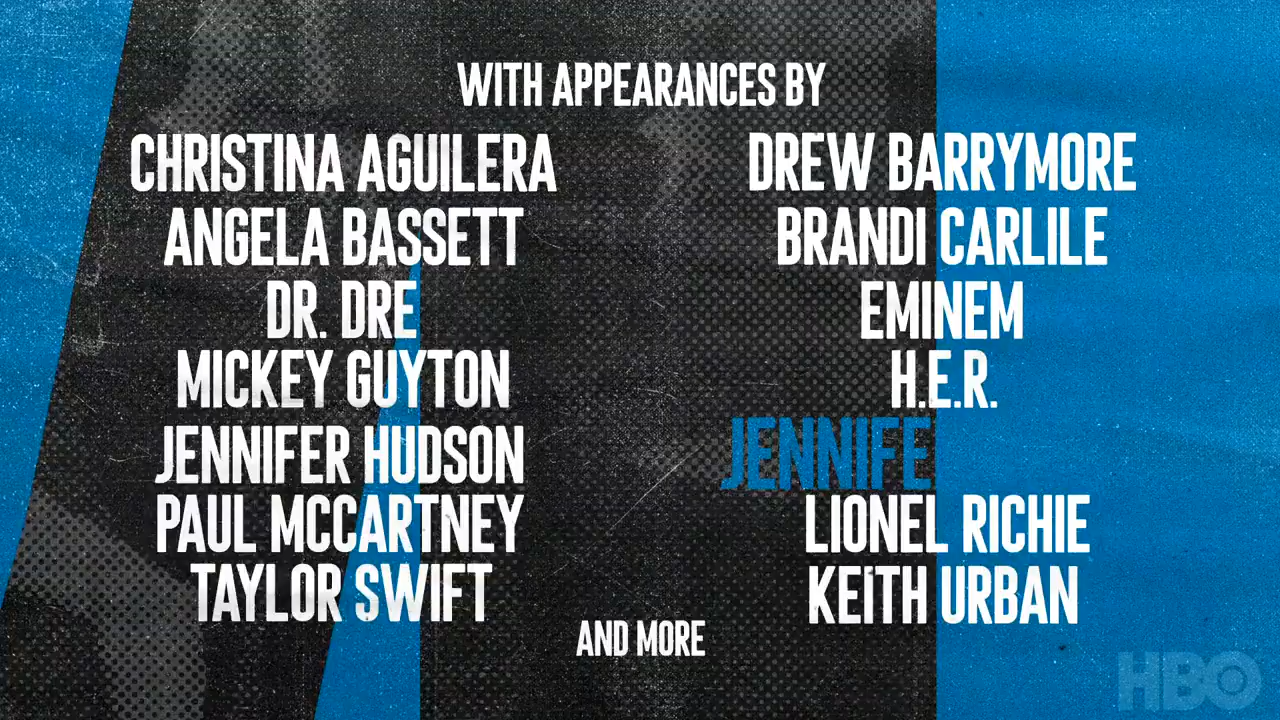 WITH APPEARANCES BY
CHRISTINA AGUILERA
ANGELA BASSETT
DR. DRE
MICKEY GUYTON
JENNIFER HUDSON
PAUL MCCARTNEY
TAYLOR SWIFT
DREW BARRYMORE
BRANDI CARLILE
EMINEM
H.E.R.
JENNIFE
LIONEL RICHIE
KEITH URBAN
AND MORE
HBO